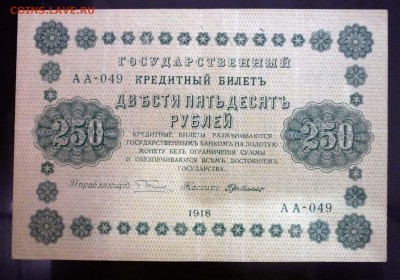 COINS.LAVE.RU
ГОСУДАРСТВЕННЫЙ
АА-049 КРЕДИТНЫЙ БИЛЕТЪ
ДВѢСТИ ПЯТЬДЕСЯТЪ
РУБЛЕЙ
250 250
КРЕДИТНЫЕ БИЛЕТЫ РАЗМѢНИВАЮТСЯ
ГОСУДАРСТВЕННЫМЪ БАНКОМЪ НА ЗОЛОТУЮ
МОНЕТУ БЕЗЪ ОГРАНИЧЕНІЯ СУММЫ
И ОБЕЗПЕЧИВАЮТСЯ ВСѢМЪ ДОСТОЯНІЕМЪ
ГОСУДАРСТВА.
Управляющій Кассиръ
1918 АА-049